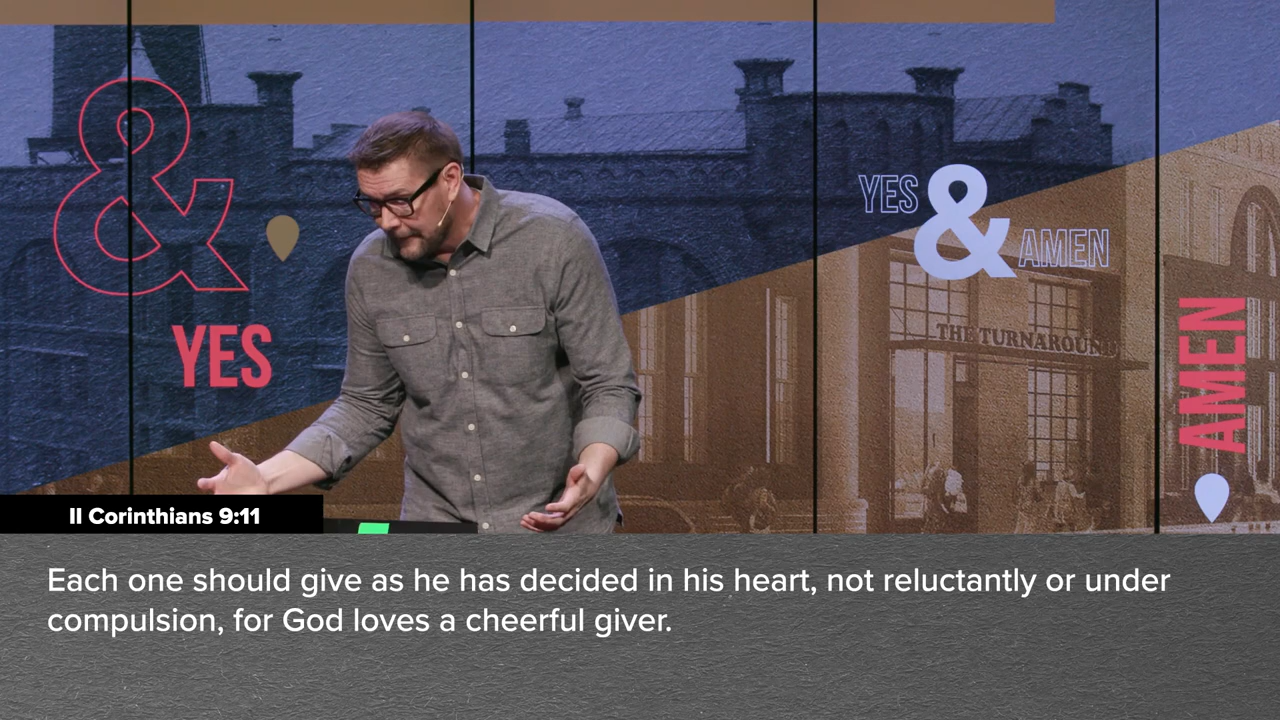 &
YES
YES
&
AMEN
THE TURNAROUND
AMEN
II Corinthians 9:11
Each one should give as he has decided in his heart, not reluctantly or under
compulsion, for God loves a cheerful giver.